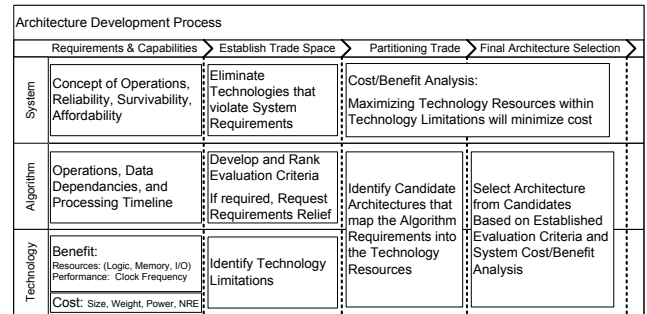 Architecture Development Process
Requirements & Capabilities
Establish Trade Space
Partitioning Trade
Final Architecture Selection
System
Concept of Operations,
Reliability, Survivability,
Affordability
Eliminate
Technologies that
violate System
Requirements
Cost/Benefit Analysis:
Maximizing Technology Resources within
Technology Limitations will minimize cost
Algorithm
Operations, Data
Dependancies, and
Processing Timeline
Develop and Rank
Evaluation Criteria
If required, Request
Requirements Relief
Identify Candidate
Architectures that
map the Algorithm
Requirements into
the Technology
Resources
Select Architecture
from Candidates
Based on Established
Evaluation Criteria and
System Cost/Benefit
Analysis
Technology
Benefit:
Resources: (Logic, Memory, I/O)
Performance: Clock Frequency
Cost: Size, Weight, Power, NRE
Identify Technology
Limitations